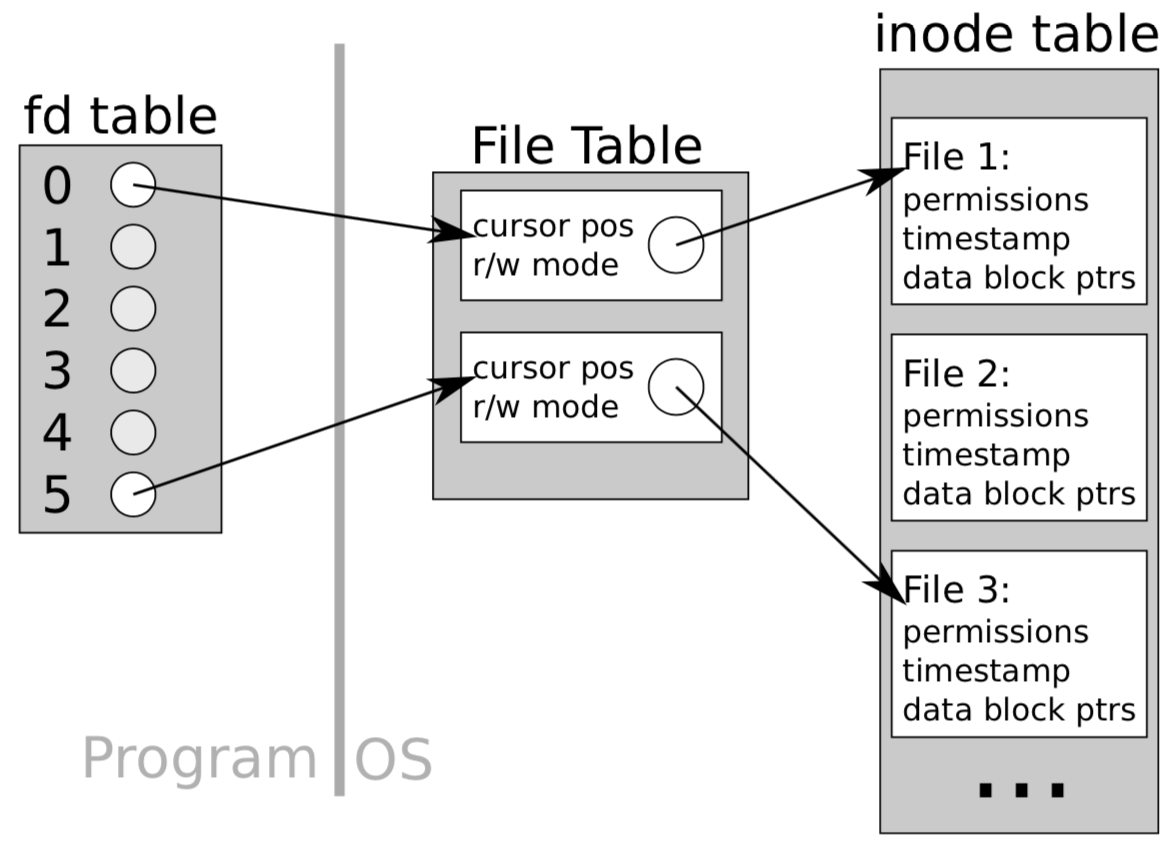 fd table
0
1
2
3
4
5
Program
OS
File Table
cursor pos
r/w mode
cursor pos
r/w mode
inode table
File 1:
permissions
timestamp
data block ptrs
File 2:
permissions
timestamp
data block ptrs
File 3:
permissions
timestamp
data block ptrs
...